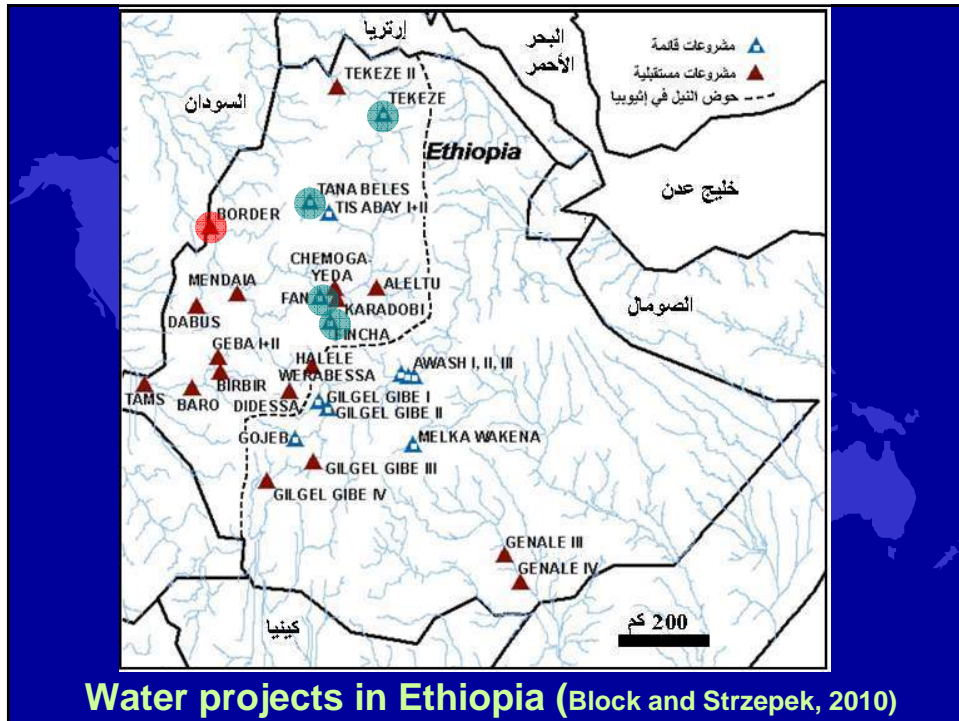 إرتريا
البحر
الأحمر
مشروعات قائمة
مشروعات مستقبلية
حوض النيل في إثيوبيا
TEKEZE II
TEKEZE
السودان
Ethiopia
خليج عدن
TANA BELES
TIS ABAY I+II
BORDER
CHEMOGA-
YEDA
ALELTU
MENDAIA
FAN
KARADOBI
الصومال
DABUS
FINCHA
GEBA I+II
HALELE
WERABESSA
AWASH I, II, III
BIRBIR
TAMS
BARO
DIDESSA
GILGEL GIBE I
GILGEL GIBE II
GOJEB
MELKA WAKENA
GILGEL GIBE III
GILGEL GIBE IV
GENALE III
GENALE IV
كينيا
200 كم
Water projects in Ethiopia (Block and Strzepek, 2010)